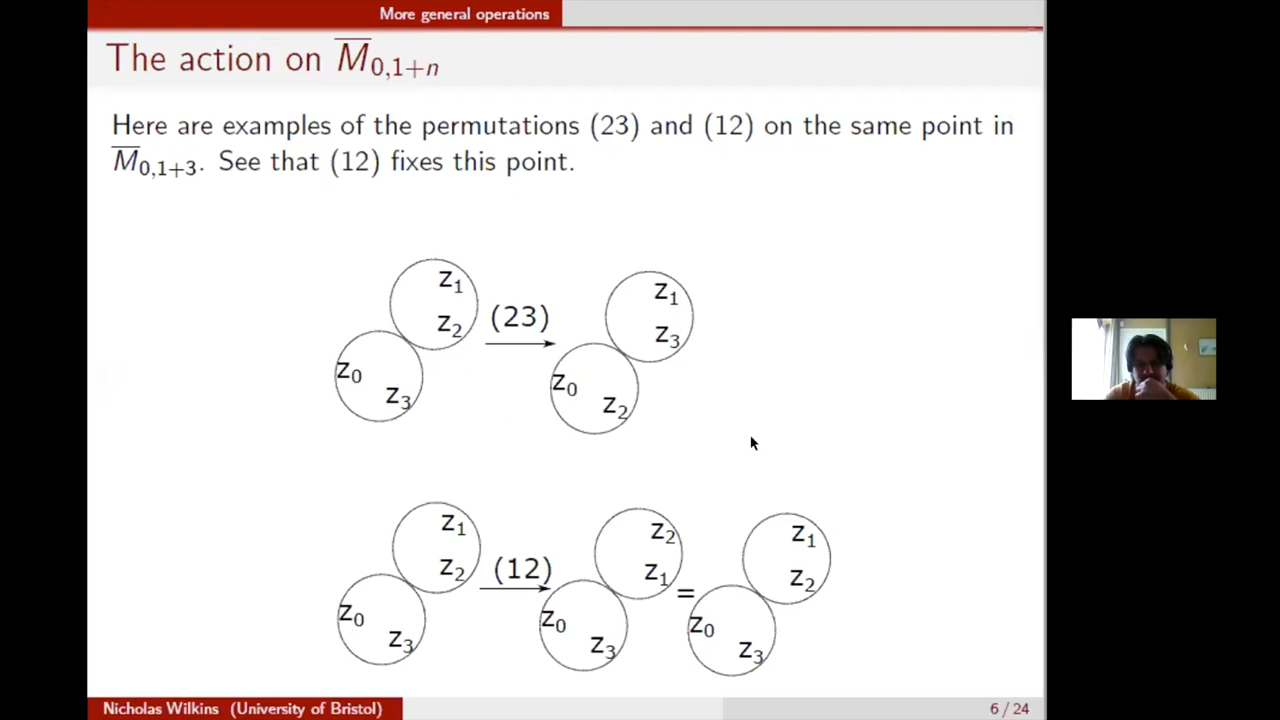 More general operations
The action on M̅₀,₁₊ₙ
Here are examples of the permutations (23) and (12) on the same point in
M̅₀,₁₊₃. See that (12) fixes this point.
z₁
z₂
z₀
z₃
(23)
z₁
z₃
z₀
z₂
z₁
z₂
z₀
z₃
(12)
z₂
z₁
z₀
z₃
=
z₁
z₂
z₀
z₃
Nicholas Wilkins (University of Bristol)
6 / 24